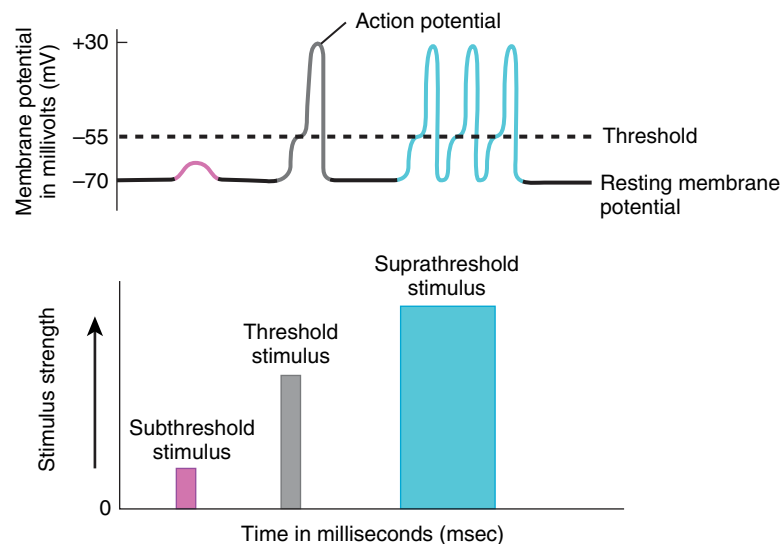 Action potential
Membrane potential
in millivolts (mV)
+30
–55
–70
Threshold
Resting membrane
potential
Suprathreshold
stimulus
Threshold
stimulus
Subthreshold
stimulus
Stimulus strength
0
Time in milliseconds (msec)